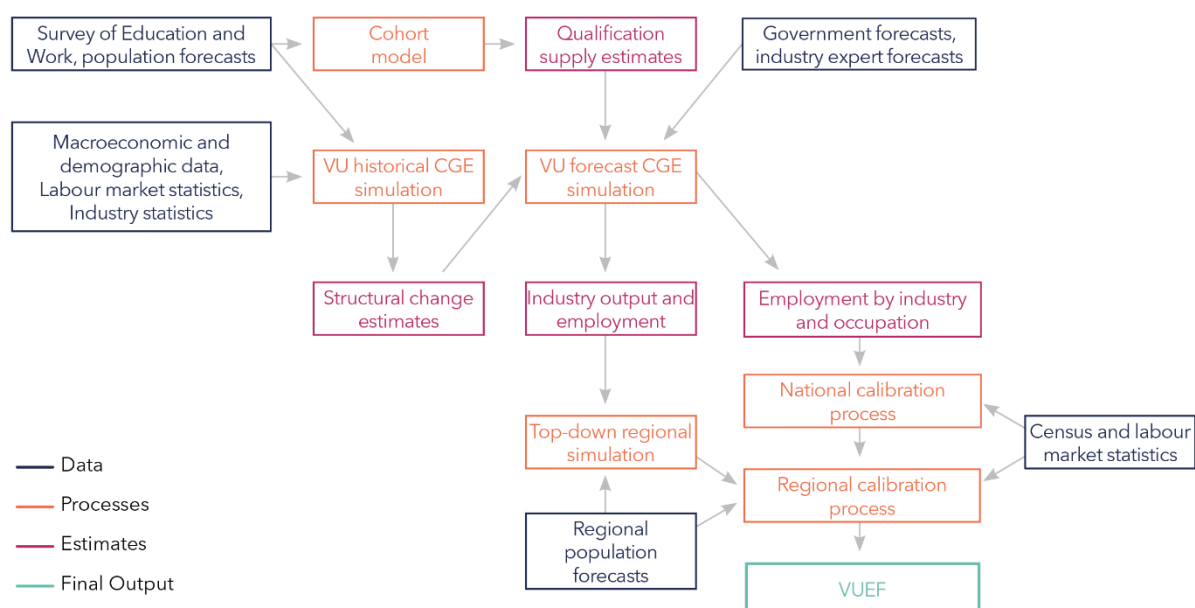 Survey of Education and
Work, population forecasts
Cohort
model
Qualification
supply estimates
Government forecasts,
industry expert forecasts
Macroeconomic and
demographic data,
Labour market statistics,
Industry statistics
VU historical CGE
simulation
VU forecast CGE
simulation
Structural change
estimates
Industry output and
employment
Employment by industry
and occupation
National calibration
process
Top-down regional
simulation
Census and labour
market statistics
Regional calibration
process
Regional
population
forecasts
VUEF
Data
Processes
Estimates
Final Output